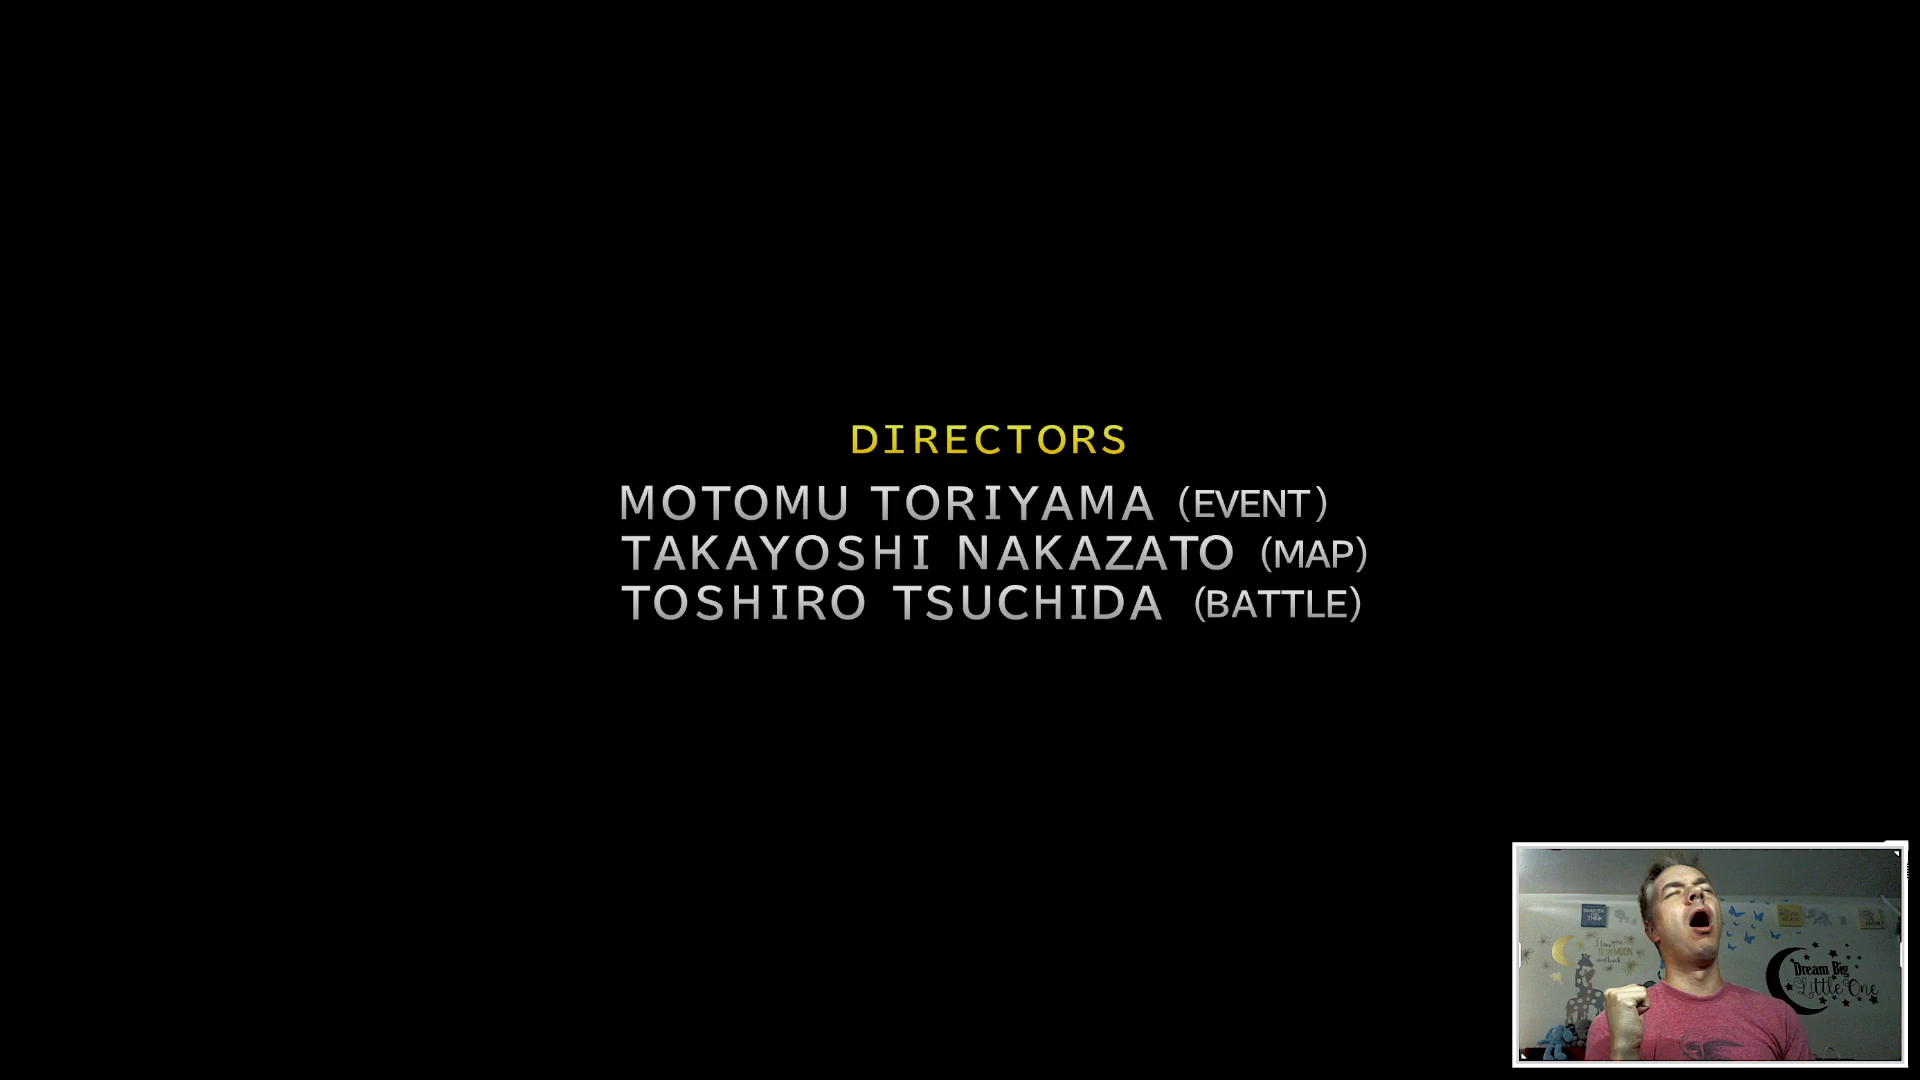 DIRECTORS
MOTOMU TORIYAMA (EVENT)
TAKAYOSHI NAKAZATO (MAP)
TOSHIRO TSUCHIDA (BATTLE)
Dream Big
Little One